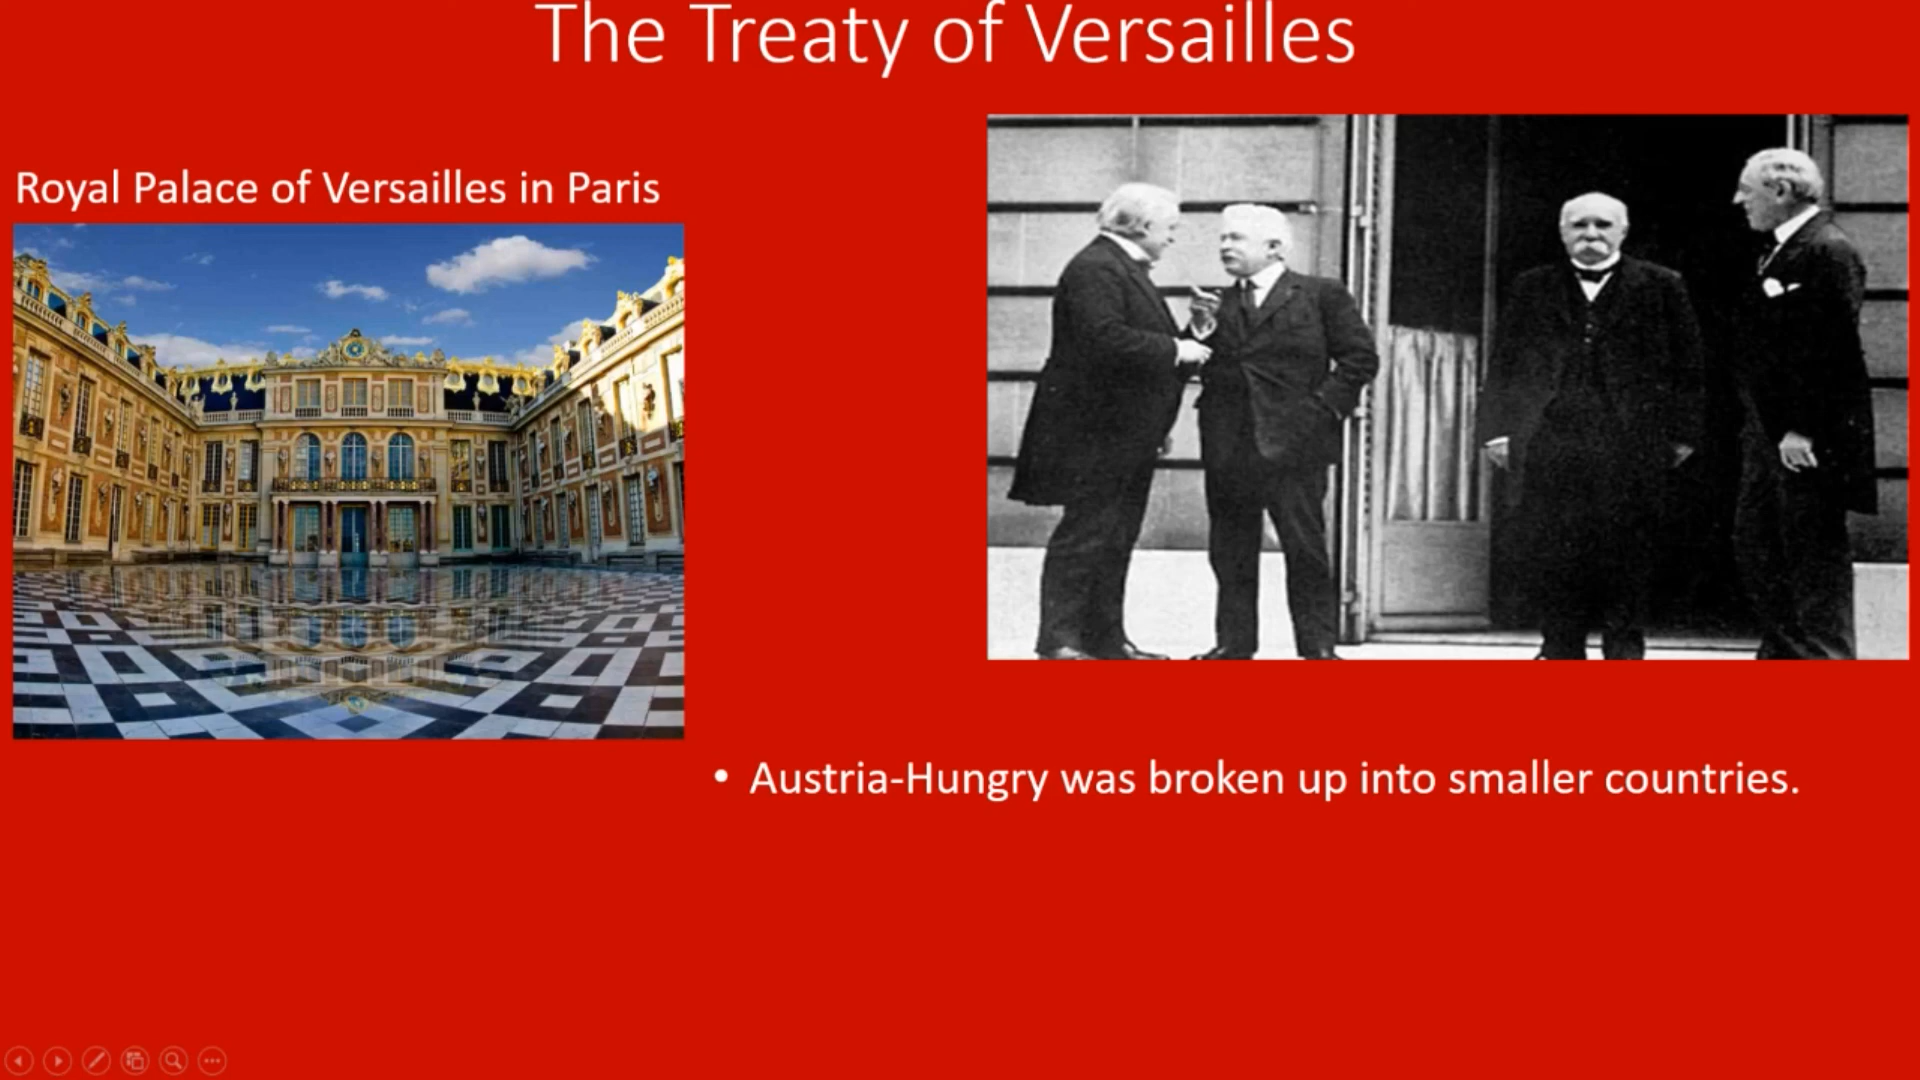 The Treaty of Versailles
Royal Palace of Versailles in Paris
• Austria-Hungry was broken up into smaller countries.